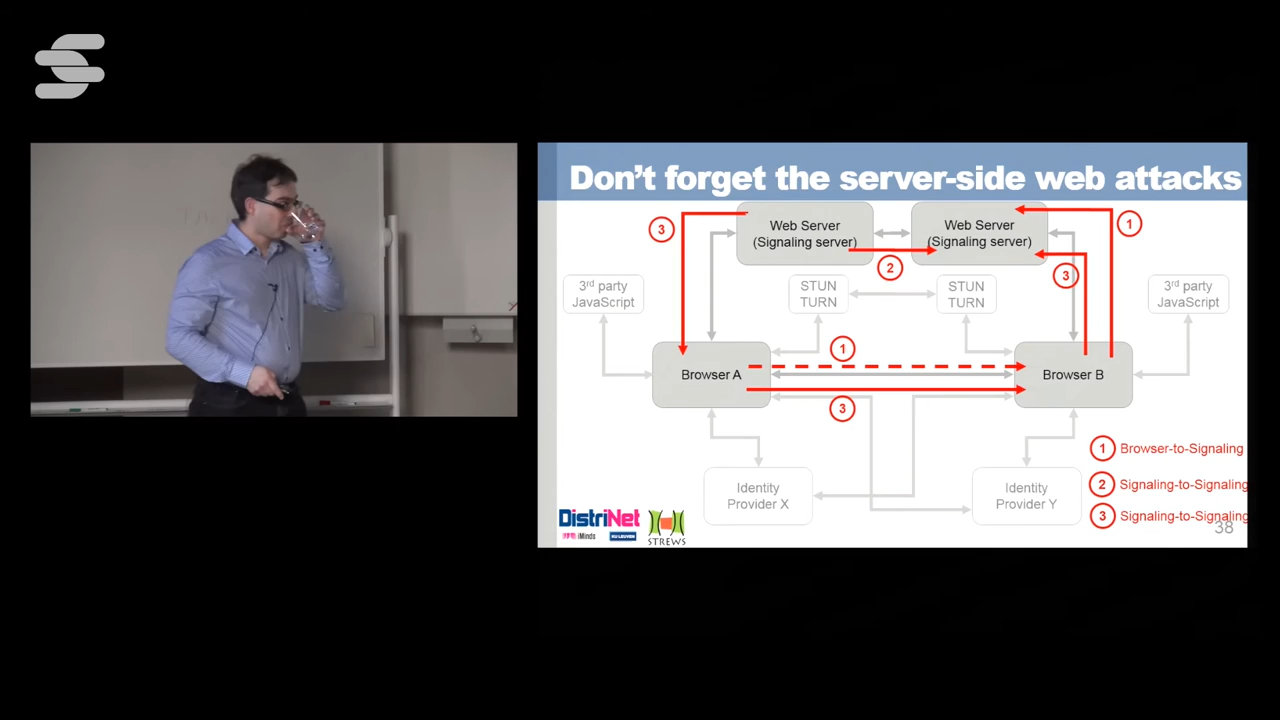 Don't forget the server-side web attacks
3
Web Server
(Signaling server)
Web Server
(Signaling server)
1
2
3
3rd party
JavaScript
STUN
TURN
STUN
TURN
3rd party
JavaScript
1
Browser A
Browser B
3
1 Browser-to-Signaling
Identity
Provider X
Identity
Provider Y
2 Signaling-to-Signaling
3 Signaling-to-Signaling
38
DistriNet
iMinds
KU LEUVEN
STREWS